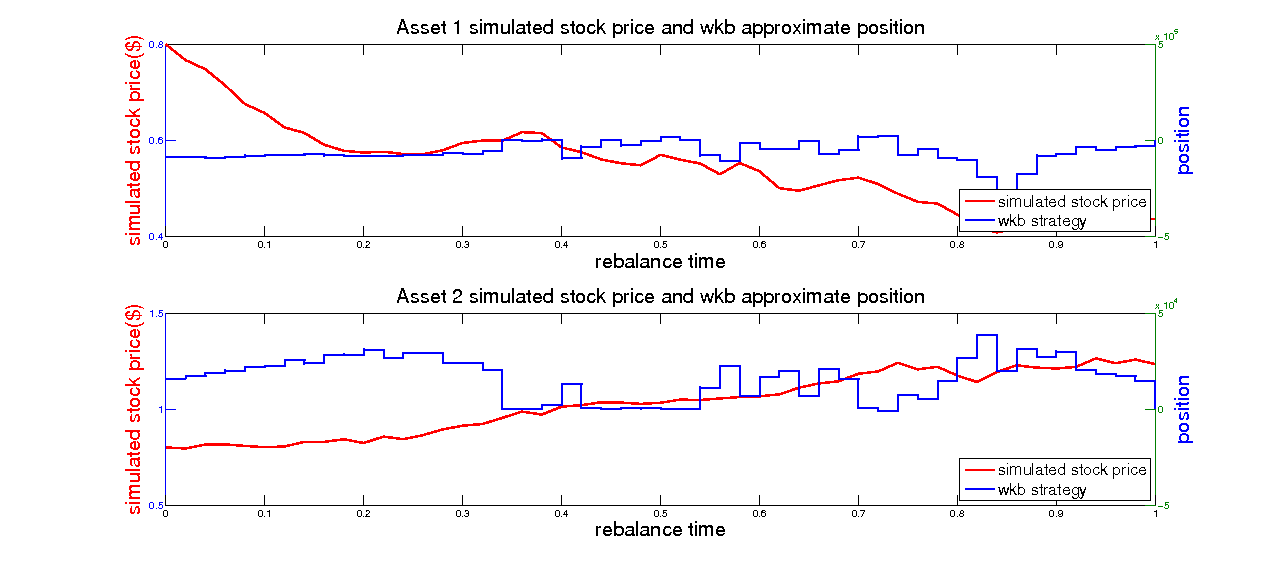 Asset 1 simulated stock price and wkb approximate position
simulated stock price($)
0.8
0.6
0.4
5
0
-5
position
simulated stock price
wkb strategy
0 0.1 0.2 0.3 0.4 0.5 0.6 0.7 0.8 0.9 1
rebalance time
Asset 2 simulated stock price and wkb approximate position
simulated stock price($)
1.5
1
0.5
x 10^4
5
0
-5
position
simulated stock price
wkb strategy
0 0.1 0.2 0.3 0.4 0.5 0.6 0.7 0.8 0.9 1
rebalance time